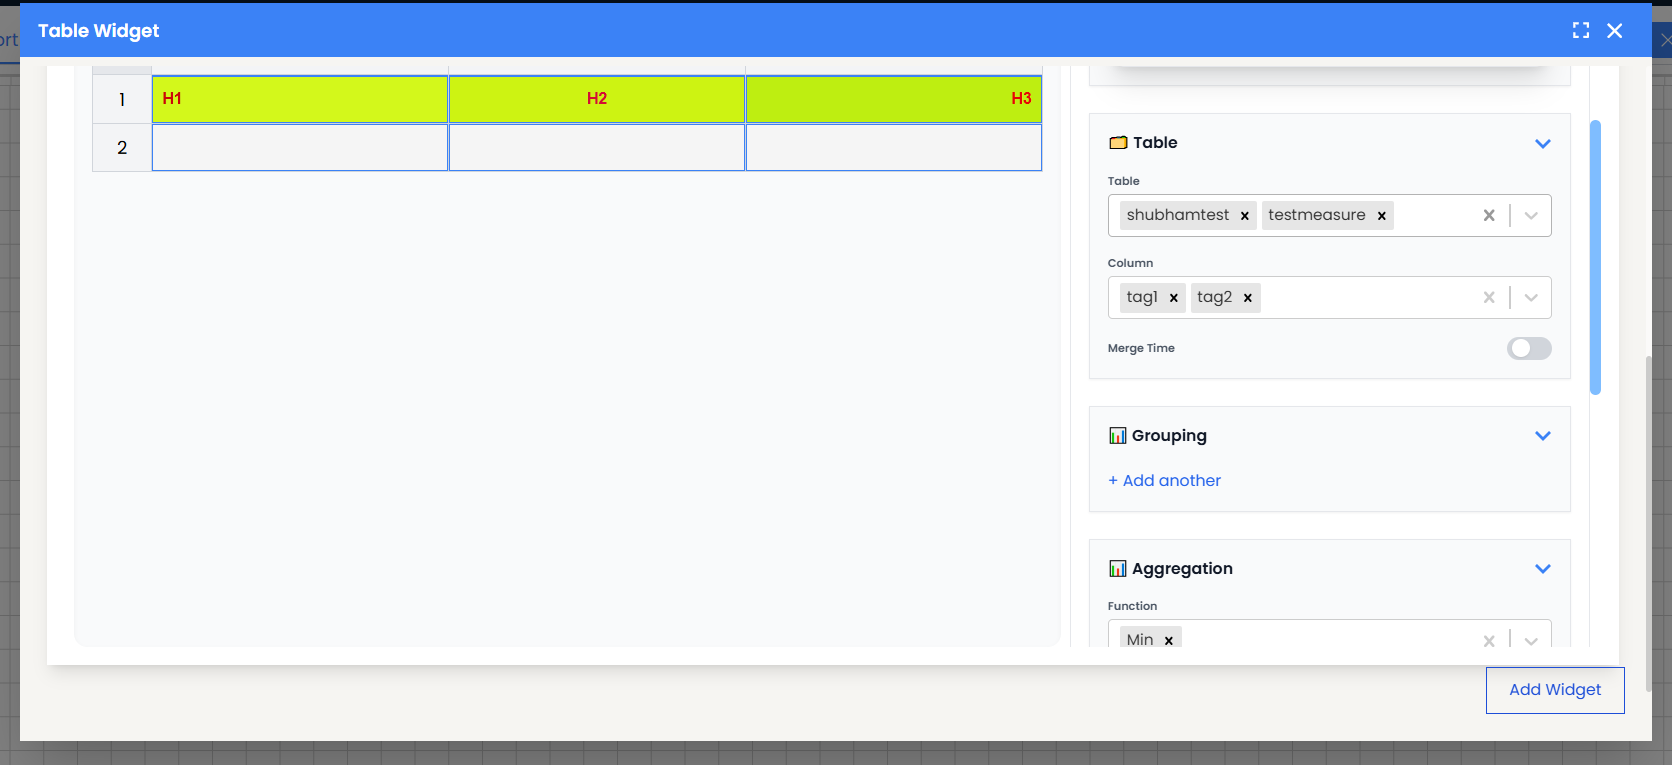 Table Widget
ort
1 H1 H2 H3
2
Table
Table
shubhamtest x testmeasure x
Column
tag1 x tag2 x
Merge Time
Grouping
+ Add another
Aggregation
Function
Min x
Add Widget